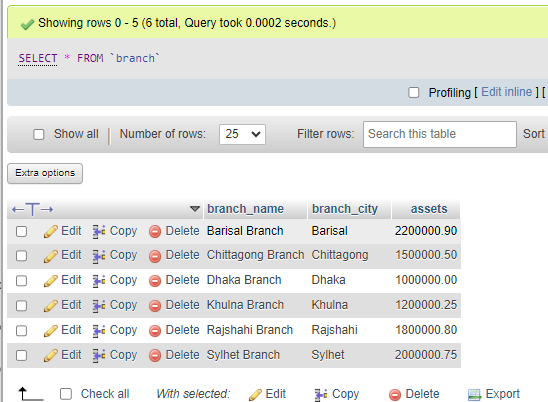 Showing rows 0 - 5 (6 total, Query took 0.0002 seconds.)
SELECT * FROM `branch`
Profiling [ Edit inline ] [
Show all Number of rows: 25 Filter rows: Search this table Sort
Extra options
branch_name branch_city assets
Edit Copy Delete Barisal Branch Barisal 2200000.90
Edit Copy Delete Chittagong Branch Chittagong 1500000.50
Edit Copy Delete Dhaka Branch Dhaka 1000000.00
Edit Copy Delete Khulna Branch Khulna 1200000.25
Edit Copy Delete Rajshahi Branch Rajshahi 1800000.80
Edit Copy Delete Sylhet Branch Sylhet 2000000.75
Check all With selected: Edit Copy Delete Export